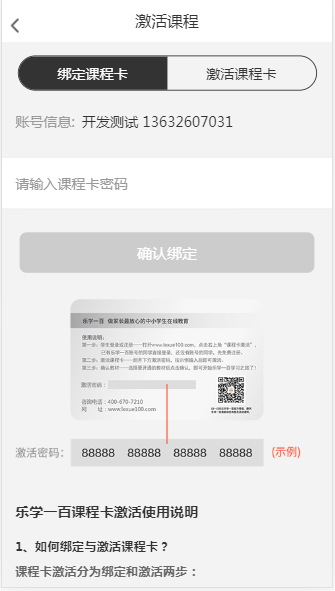 激活课程
绑定课程卡 激活课程卡
账号信息: 开发测试 13632607031
请输入课程卡密码
确认绑定
乐学一百 做家长最放心的中小学生在线教育
使用说明:
激活密码:
咨询电话: 400-670-7210
网 址: www.lexue100.com
激活密码: 88888 88888 88888 88888 (示例)
乐学一百课程卡激活使用说明
1、如何绑定与激活课程卡？
课程卡激活分为绑定和激活两步：